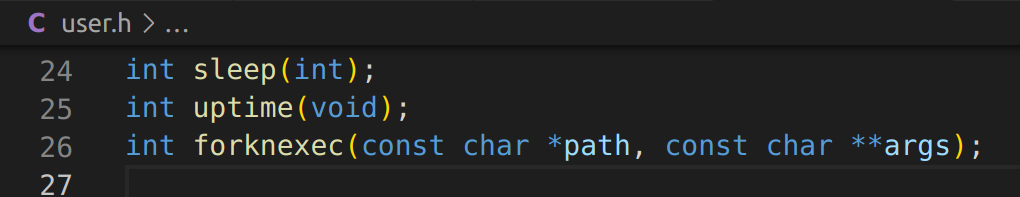 C user.h > ...
24 int sleep(int);
25 int uptime(void);
26 int forknexec(const char *path, const char **args);
27